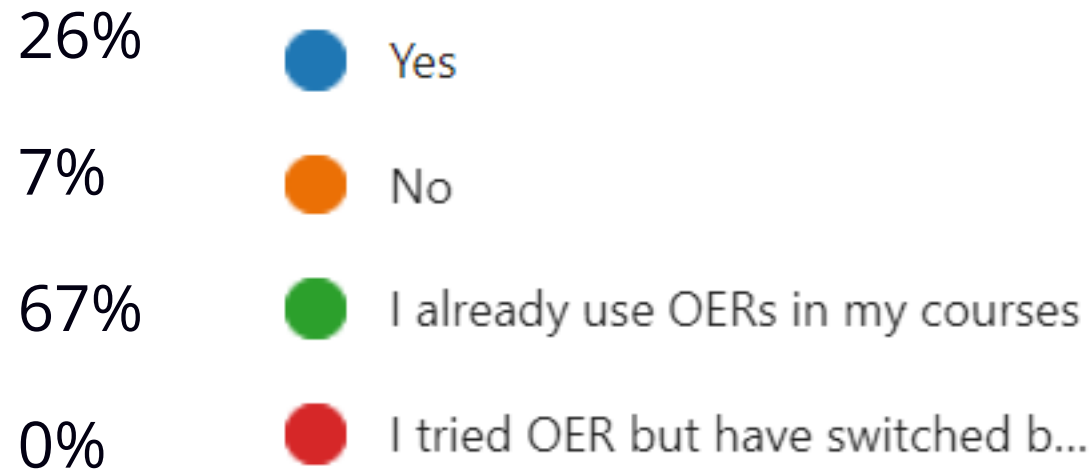 26% Yes
7% No
67% I already use OERs in my courses
0% I tried OER but have switched b...